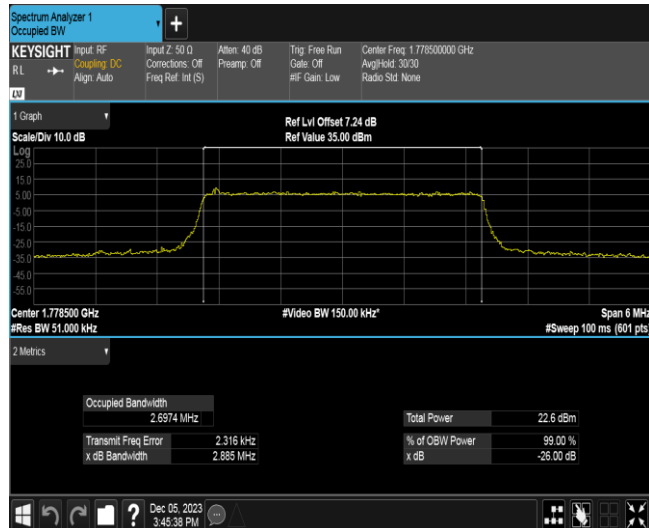 Spectrum Analyzer 1
Occupied BW
+
KEYSIGHT
Input: RF
Input Z: 50 Ω
Atten: 40 dB
Trig: Free Run
Center Freq: 1.778500000 GHz
RL
Coupling: DC
Corrections: Off
Preamp: Off
Gate: Off
Avg|Hold: 30/30
Align: Auto
Freq Ref: Int (S)
#IF Gain: Low
Radio Std: None
LXI
1 Graph
Ref Lvl Offset 7.24 dB
Scale/Div 10.0 dB
Ref Value 35.00 dBm
Log
25.0
15.0
5.00
-5.00
-15.0
-25.0
-35.0
-45.0
-55.0
Center 1.778500 GHz
#Video BW 150.00 kHz*
Span 6 MHz
#Res BW 51.000 kHz
#Sweep 100 ms (601 pts)
2 Metrics
Occupied Bandwidth
2.6974 MHz
Total Power 22.6 dBm
Transmit Freq Error 2.316 kHz
% of OBW Power 99.00 %
x dB Bandwidth 2.885 MHz
x dB -26.00 dB
?
Dec 05, 2023
3:45:38 PM